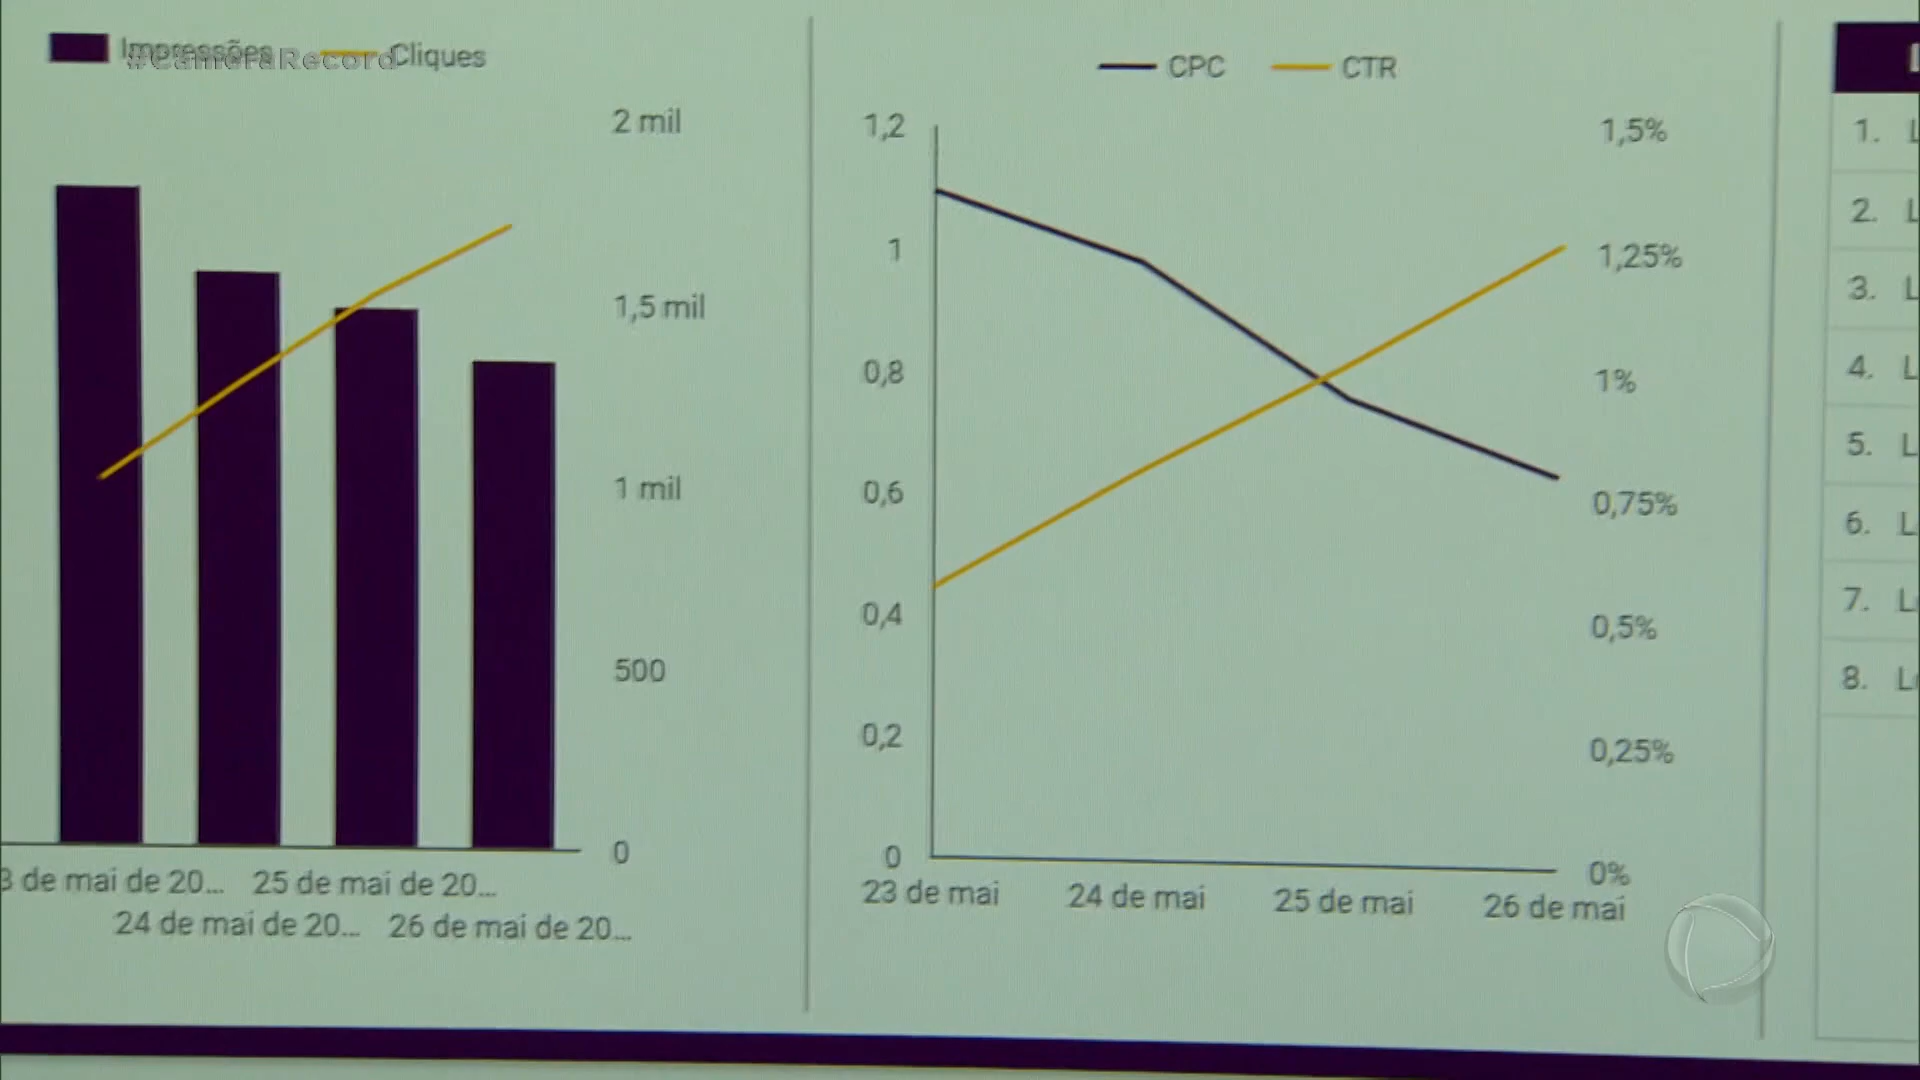 Impressões Cliques
#CâmeraRecord
2 mil
1,5 mil
1 mil
500
0
3 de mai de 20... 25 de mai de 20...
24 de mai de 20... 26 de mai de 20...
CPC CTR
1,2
1
0,8
0,6
0,4
0,2
0
1,5%
1,25%
1%
0,75%
0,5%
0,25%
0%
23 de mai 24 de mai 25 de mai 26 de mai
1. L
2. L
3. L
4. L
5. L
6. L
7. L
8. L